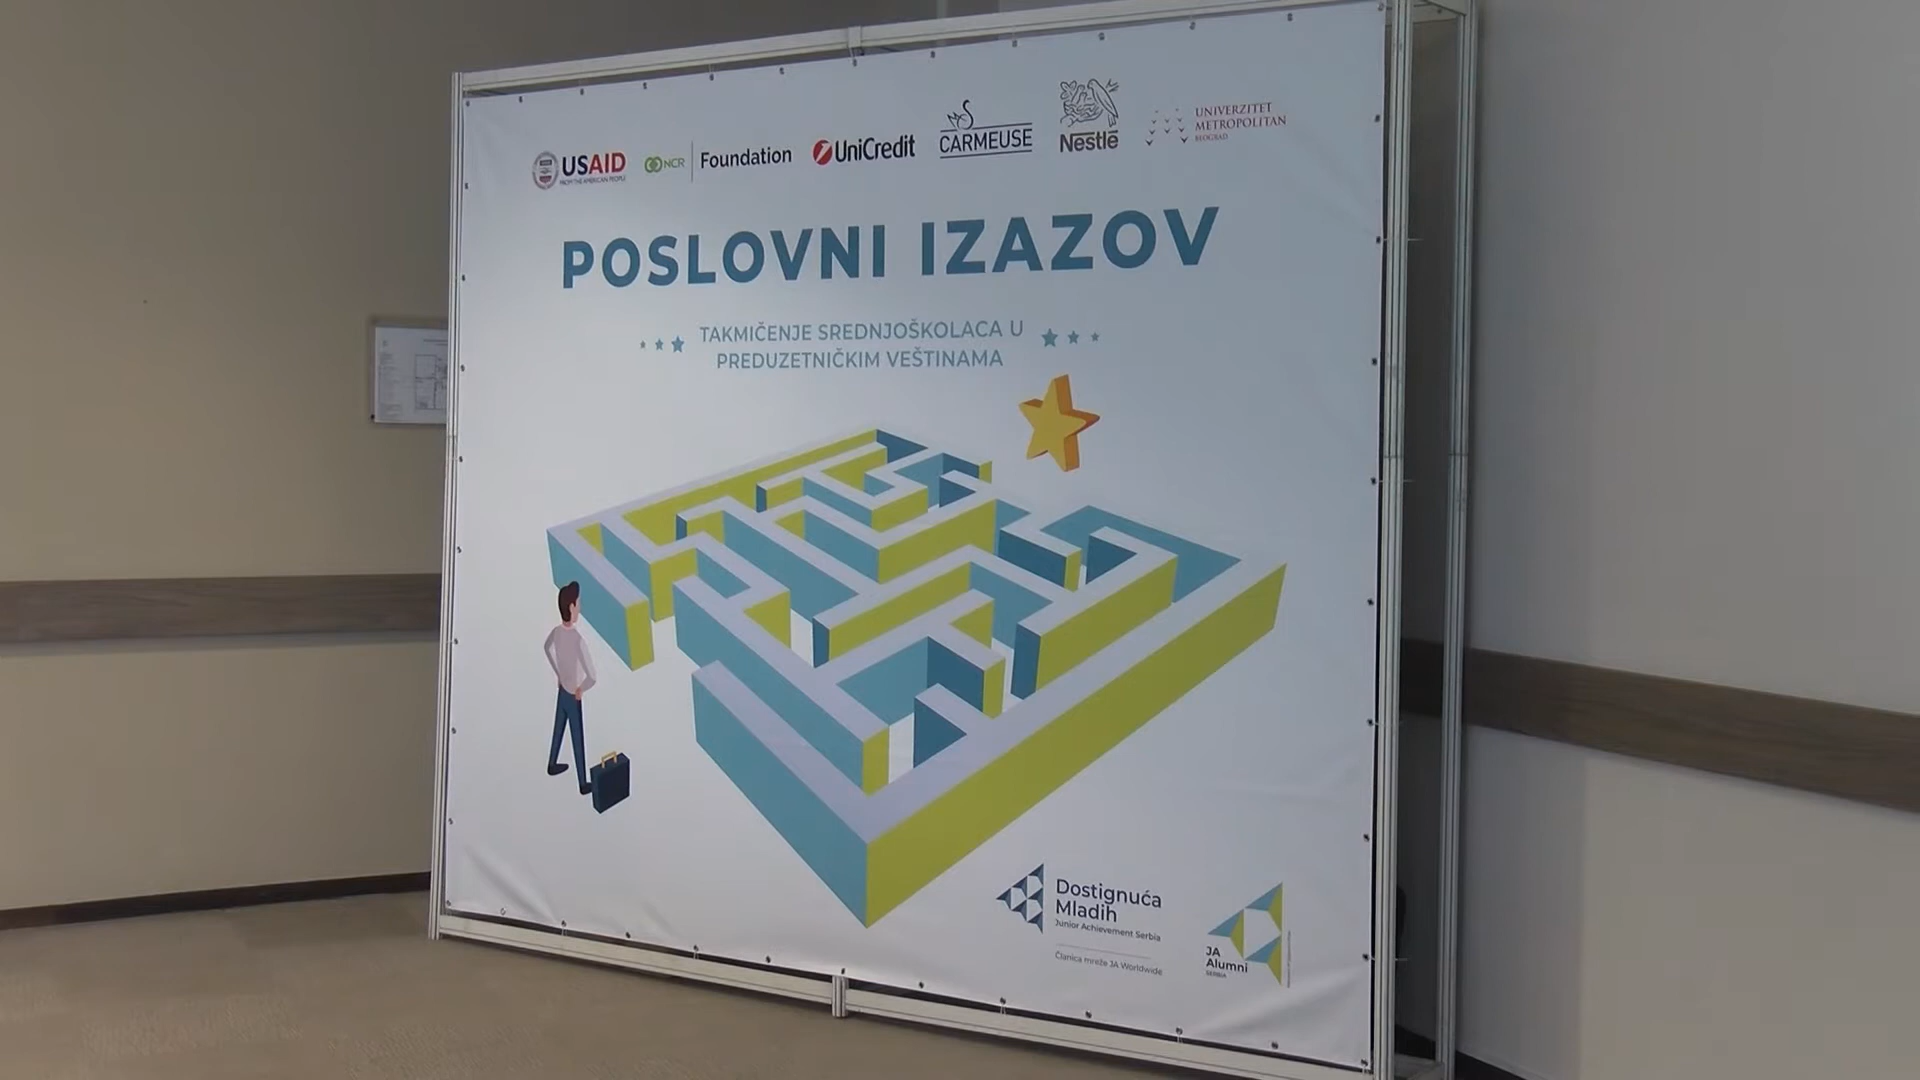 USAID
FROM THE AMERICAN PEOPLE
NCR Foundation
UniCredit
CARMEUSE
Nestlé
UNIVERZITET
METROPOLITAN
BEOGRAD
POSLOVNI IZAZOV
TAKMIČENJE SREDNJOŠKOLACA U
PREDUZETNIČKIM VEŠTINAMA
Dostignuća
Mladih
Junior Achievement Serbia
Članica mreže JA Worldwide
JA
Alumni
SERBIA